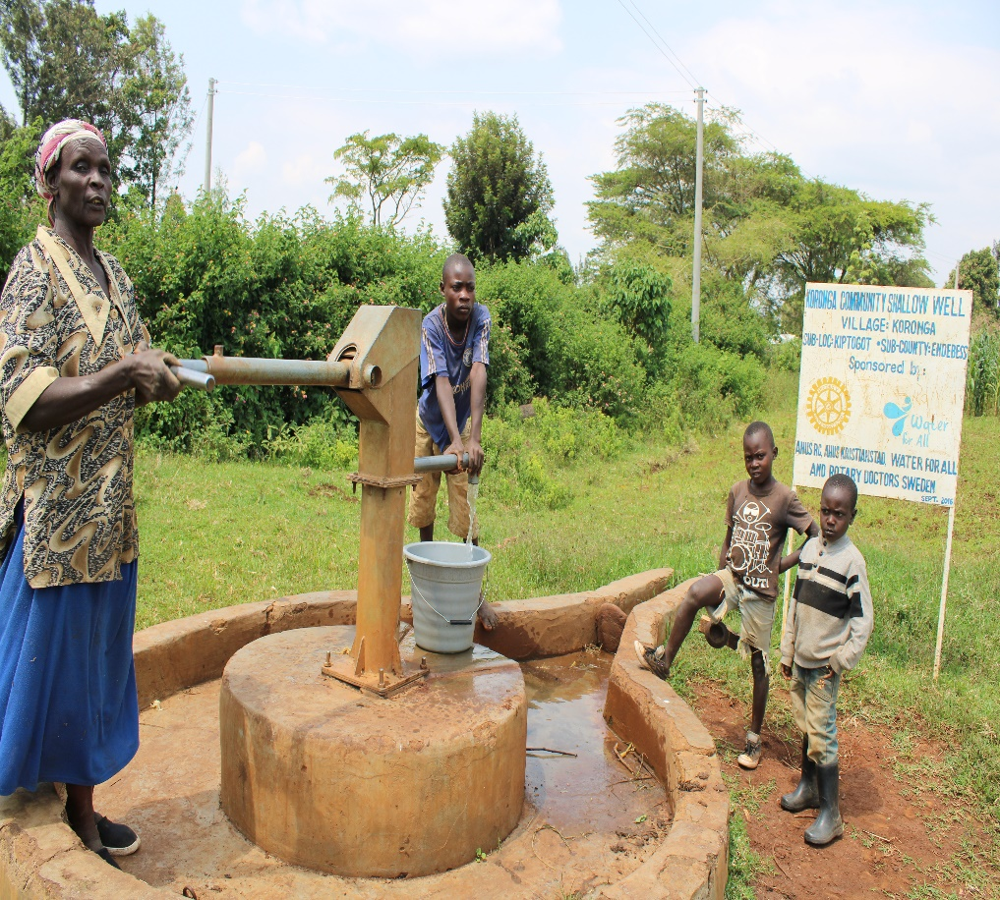 KORONGA COMMUNITY SHALLOW WELL
VILLAGE: KORONGA
SUB-LOC-KIPTOGOT • SUB-COUNTY: ENDEBESS
Sponsored by:
Water
for All
AHUS RC, AHUS KRISTIANSTAD, WATER FOR ALL
AND ROTARY DOCTORS SWEDEN
SEPT. 2016
OUT!